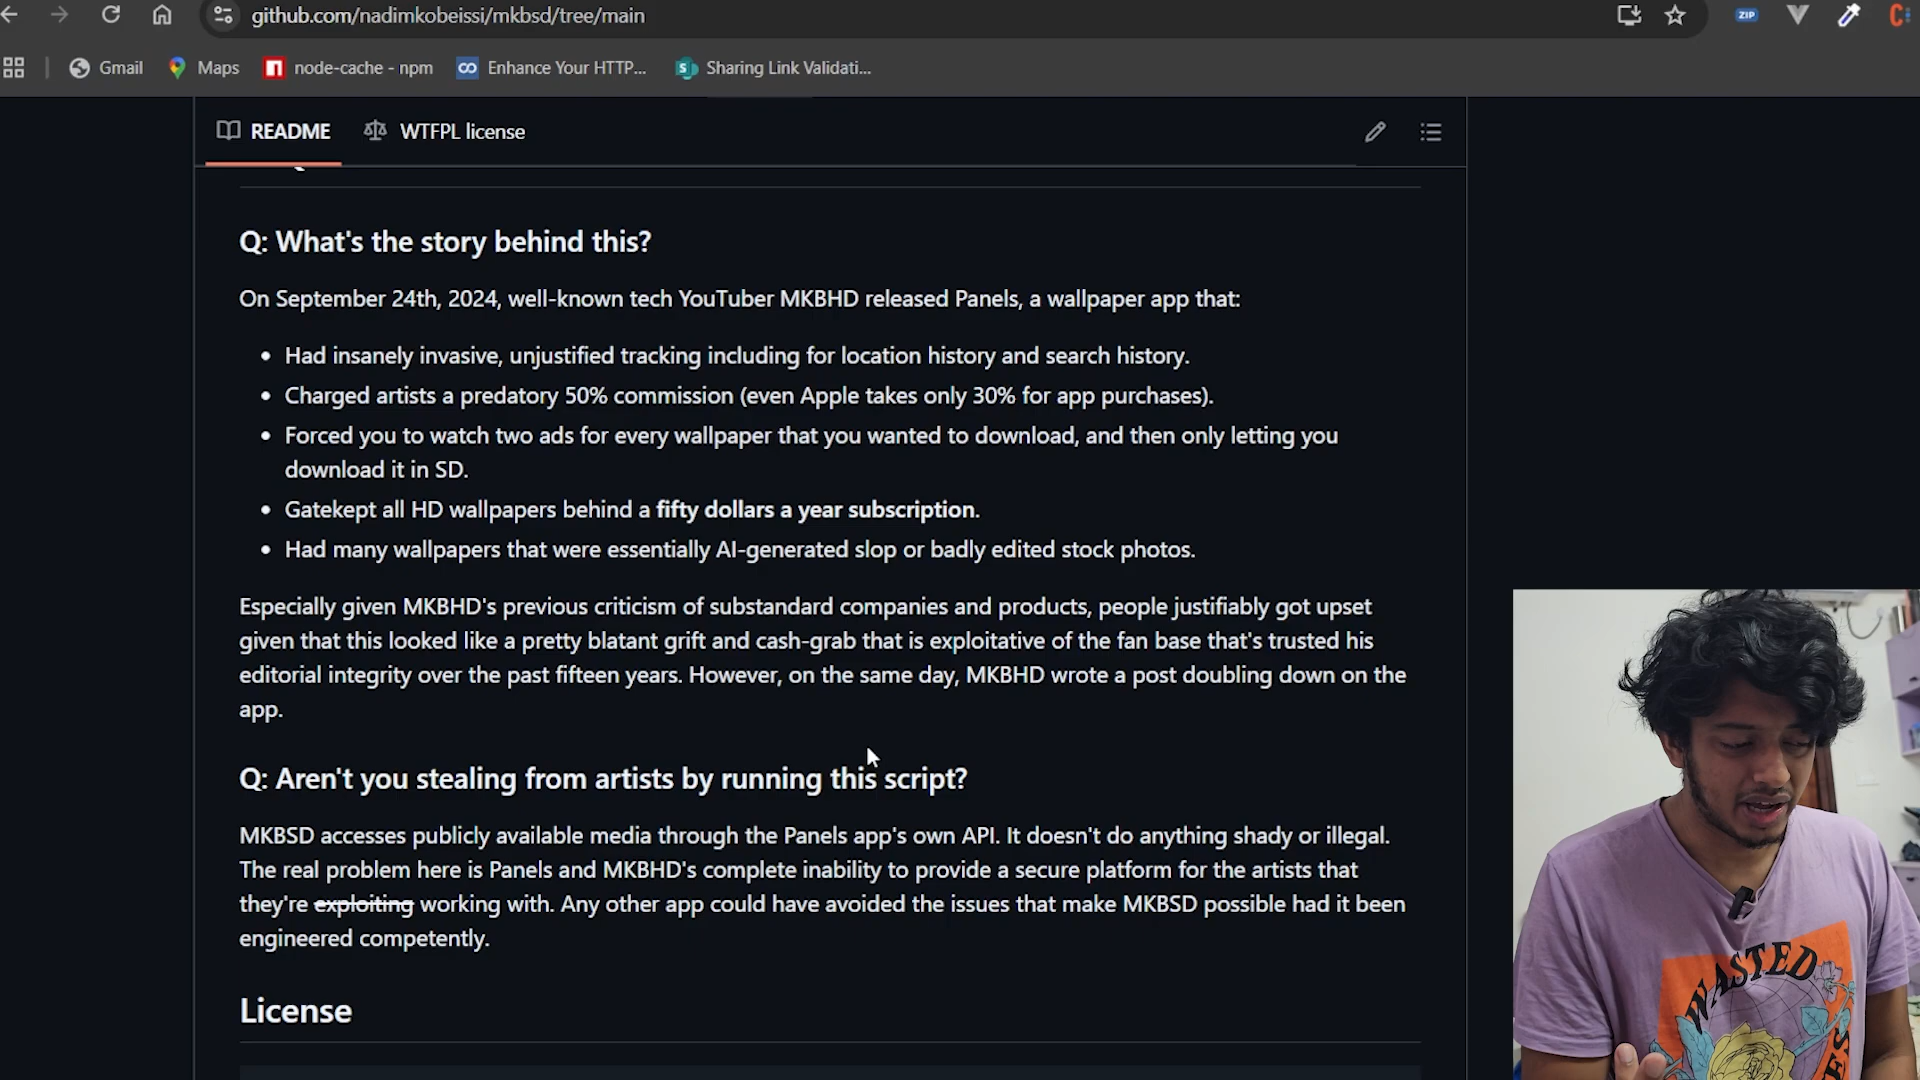 github.com/nadimkobeissi/mkbsd/tree/main
ZIP
Gmail
Maps
node-cache - npm
Enhance Your HTTP...
Sharing Link Validati...
README
WTFPL license
Q: What's the story behind this?
On September 24th, 2024, well-known tech YouTuber MKBHD released Panels, a wallpaper app that:
• Had insanely invasive, unjustified tracking including for location history and search history.
• Charged artists a predatory 50% commission (even Apple takes only 30% for app purchases).
• Forced you to watch two ads for every wallpaper that you wanted to download, and then only letting you
download it in SD.
• Gatekept all HD wallpapers behind a fifty dollars a year subscription.
• Had many wallpapers that were essentially AI-generated slop or badly edited stock photos.
Especially given MKBHD's previous criticism of substandard companies and products, people justifiably got upset
given that this looked like a pretty blatant grift and cash-grab that is exploitative of the fan base that's trusted his
editorial integrity over the past fifteen years. However, on the same day, MKBHD wrote a post doubling down on the
app.
Q: Aren't you stealing from artists by running this script?
MKBSD accesses publicly available media through the Panels app's own API. It doesn't do anything shady or illegal.
The real problem here is Panels and MKBHD's complete inability to provide a secure platform for the artists that
they're exploiting working with. Any other app could have avoided the issues that make MKBSD possible had it been
engineered competently.
License
WASTED